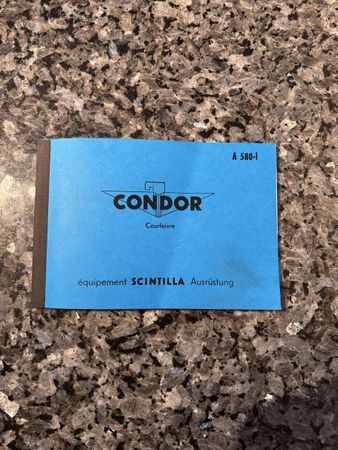 A 580-I
CONDOR
Courfaivre
équipement SCINTILLA Ausrüstung